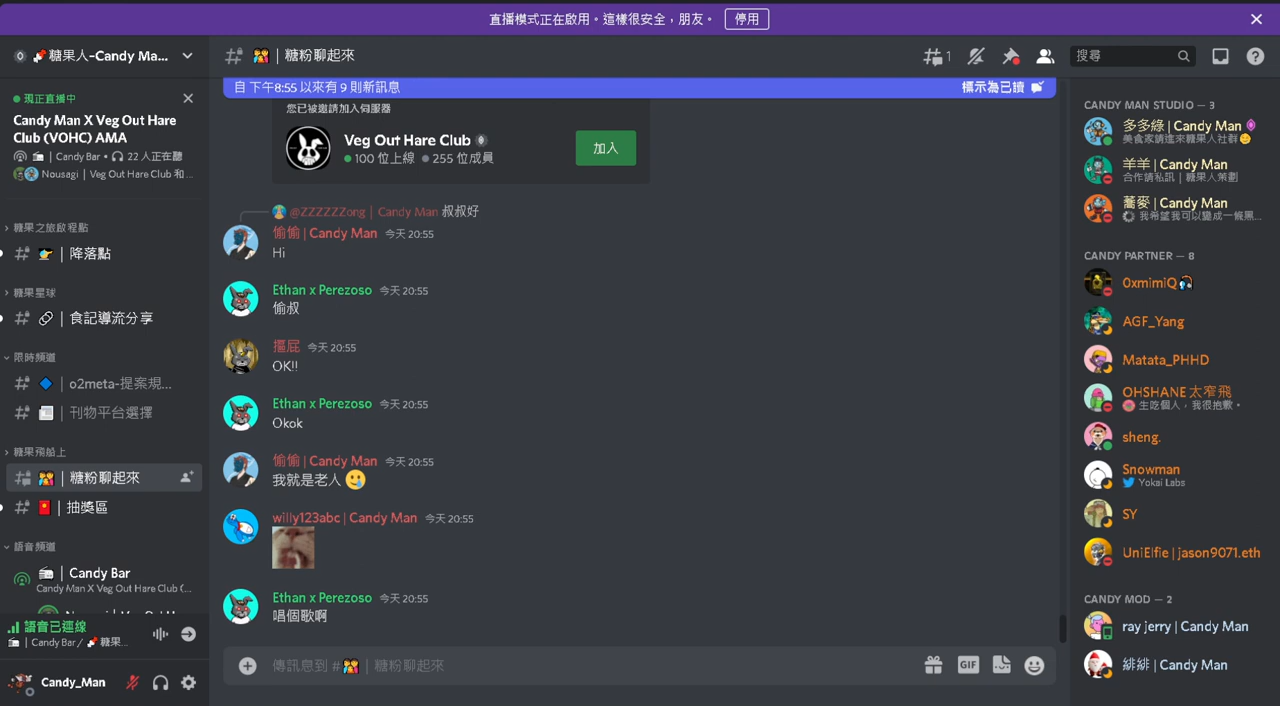 直播模式正在啟用。這樣很安全，朋友。 停用
糖果人-Candy Ma...
糖粉聊起來
1
搜尋
自 下午8:55 以來有 9 則新訊息
標示為已讀
現正直播中
Candy Man X Veg Out Hare
Club (VOHC) AMA
Candy Bar • 22 人正在聽
Nousagi | Veg Out Hare Club 和...
糖果之旅啟程點
# | 降落點
糖果星球
# | 食記導流分享
限時頻道
# | o2meta-提案規...
# | 刊物平台選擇
糖果飛船上
# | 糖粉聊起來
# | 抽獎區
語音頻道
| Candy Bar
Candy Man X Veg Out Hare Club (...
語音已連線
| Candy Bar / 糖果...
Candy_Man
您已被邀請加入伺服器
Veg Out Hare Club
100 位上線 255 位成員
加入
@ZZZZZZong | Candy Man 叔叔好
偷偷 | Candy Man 今天 20:55
Hi
Ethan x Perezoso 今天 20:55
偷叔
摳屁 今天 20:55
OK!!
Ethan x Perezoso 今天 20:55
Okok
偷偷 | Candy Man 今天 20:55
我就是老人🥲
willy123abc | Candy Man 今天 20:55
Ethan x Perezoso 今天 20:55
唱個歌啊
傳訊息到 # | 糖粉聊起來
GIF
CANDY MAN STUDIO — 3
多多綠 | Candy Man
美食家請進來糖果人社群
羊羊 | Candy Man
合作請私訊 | 糖果人策劃
蕎麥 | Candy Man
我希望我可以變成一條黑...
CANDY PARTNER — 8
0xmimiQ
AGF_Yang
Matata_PHHD
OHSHANE 太窄飛
生吃個人，我很抱歉。
sheng.
Snowman
Yokai Labs
SY
UniElfie | jason9071.eth
CANDY MOD — 2
ray jerry | Candy Man
緋緋 | Candy Man